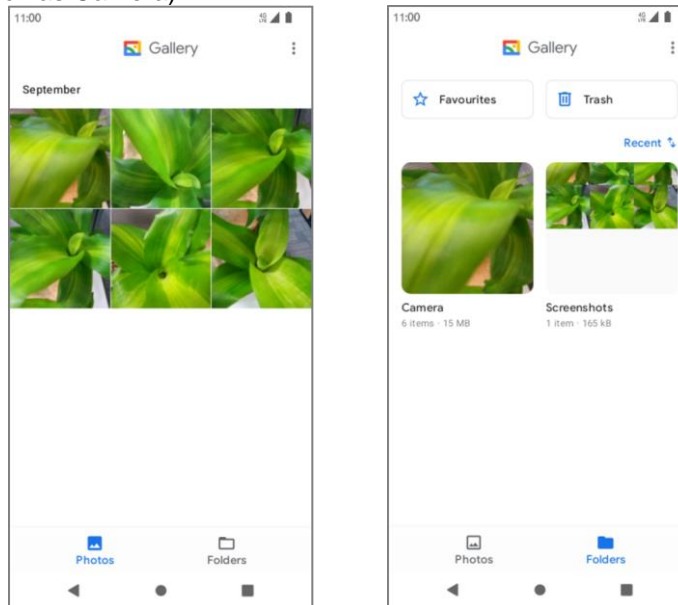 11:00
Gallery
September
Photos
Folders
11:00
Gallery
Favourites
Trash
Recent
Camera
6 items · 15 MB
Screenshots
1 item · 165 kB
Photos
Folders